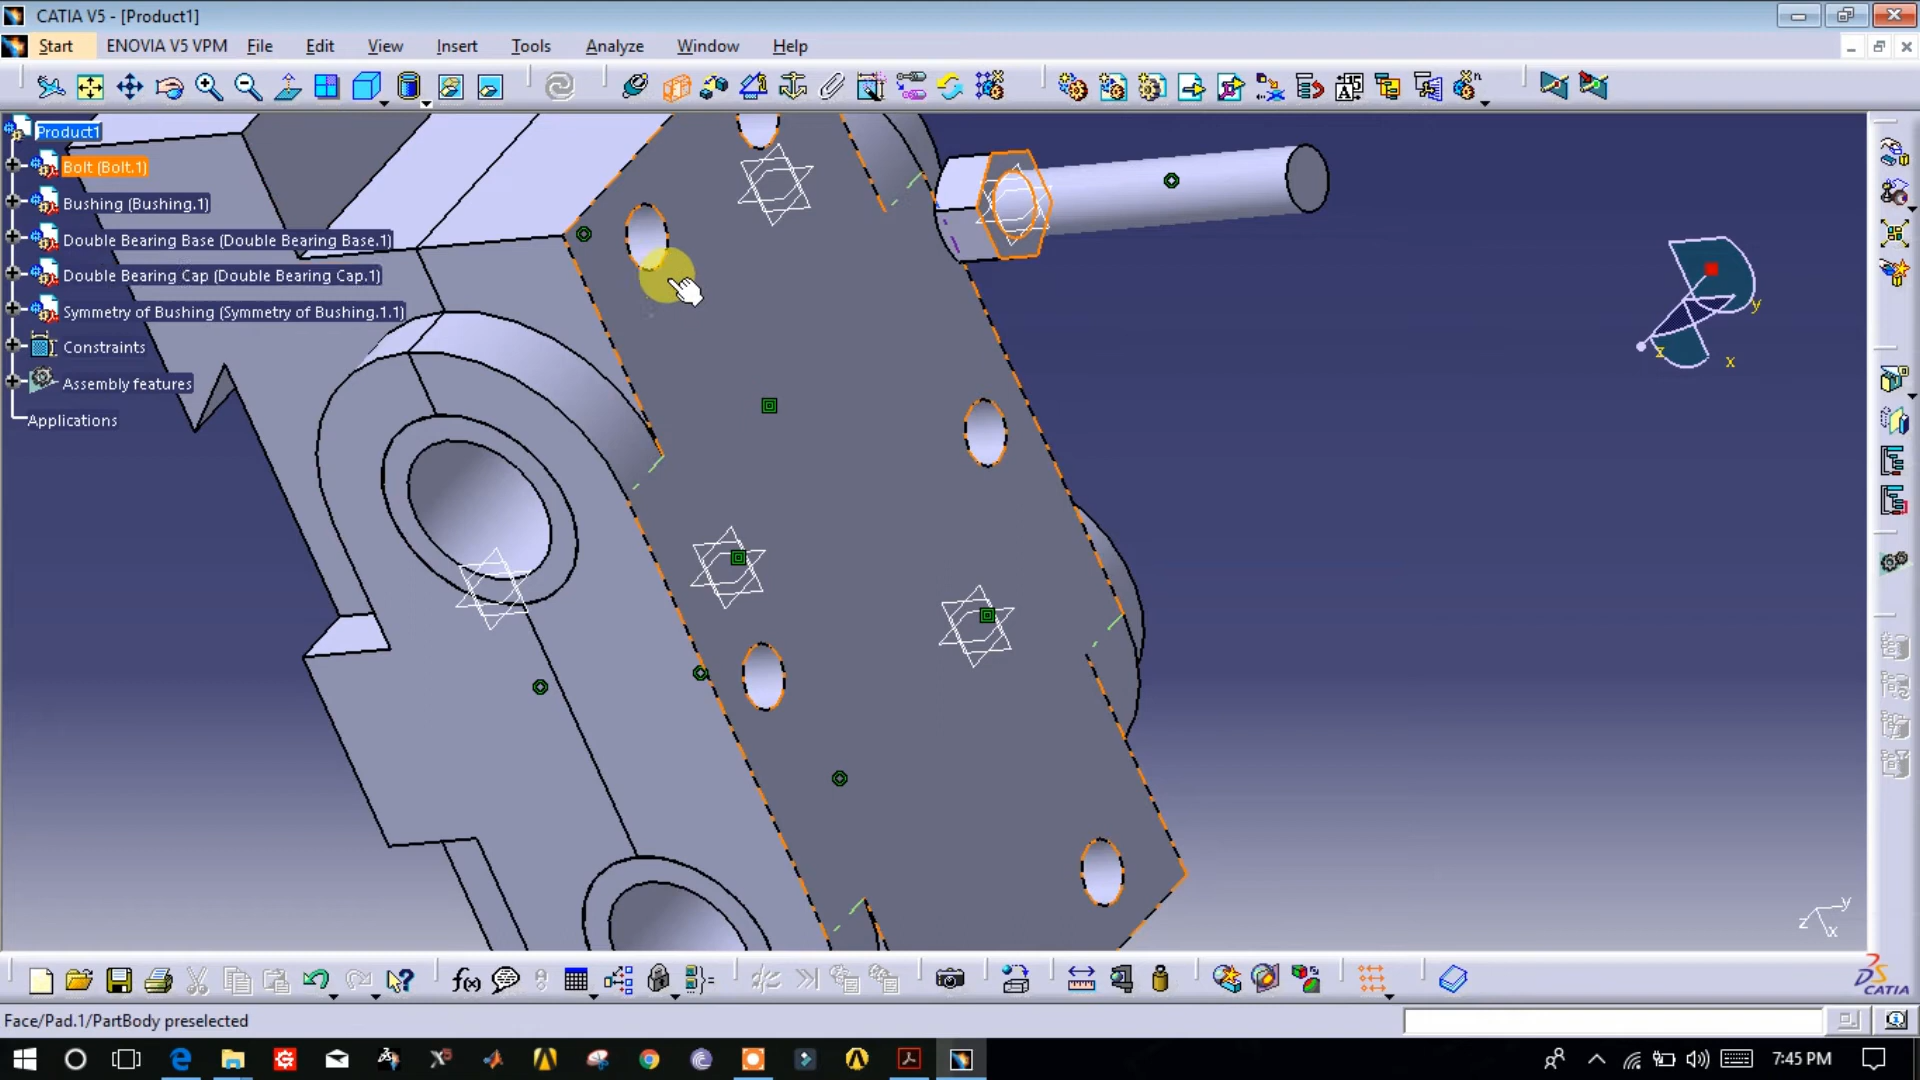 CATIA V5 - [Product1]
Start ENOVIA V5 VPM File Edit View Insert Tools Analyze Window Help
Product1
Bolt (Bolt.1)
Bushing (Bushing.1)
Double Bearing Base (Double Bearing Base.1)
Double Bearing Cap (Double Bearing Cap.1)
Symmetry of Bushing (Symmetry of Bushing.1.1)
Constraints
Assembly features
Applications
y
z
x
z y
x
f(x)
CATIA
Face/Pad.1/PartBody preselected
7:45 PM